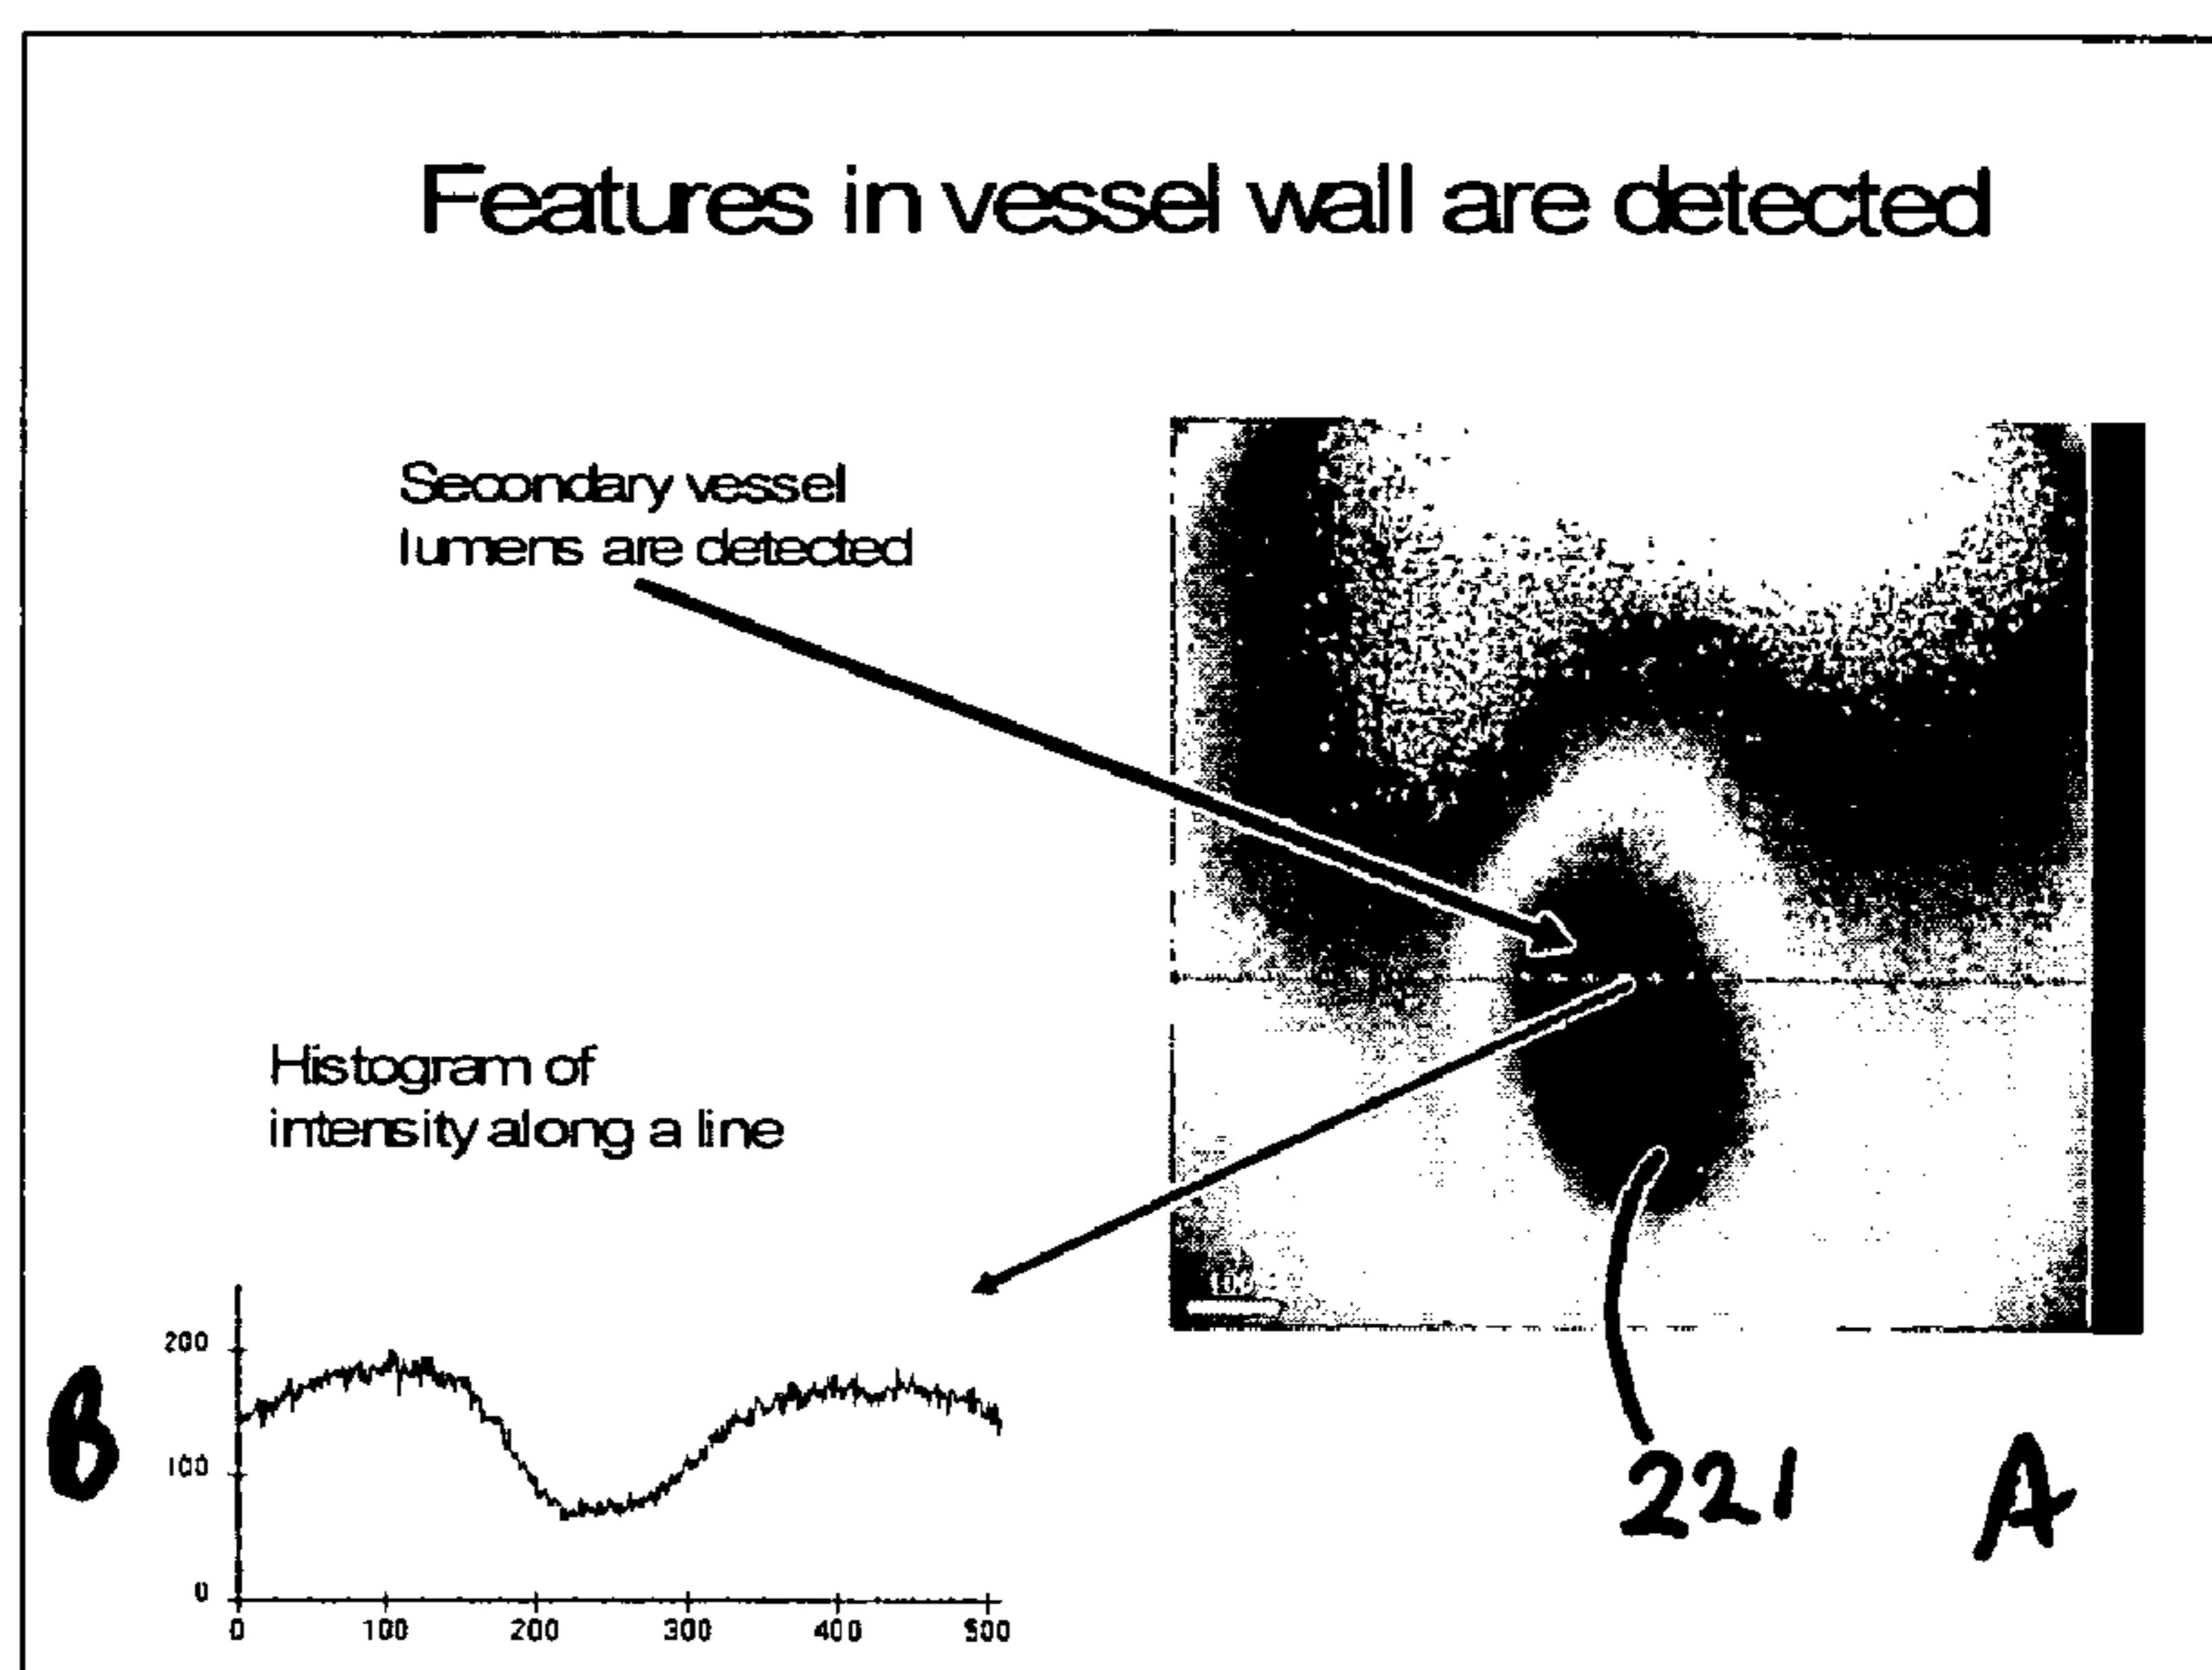 Features in vessel wall are detected
Secondary vessel
lumens are detected
Histogram of
intensity along a line
B
200
100
0
0 100 200 300 400 500
221
A